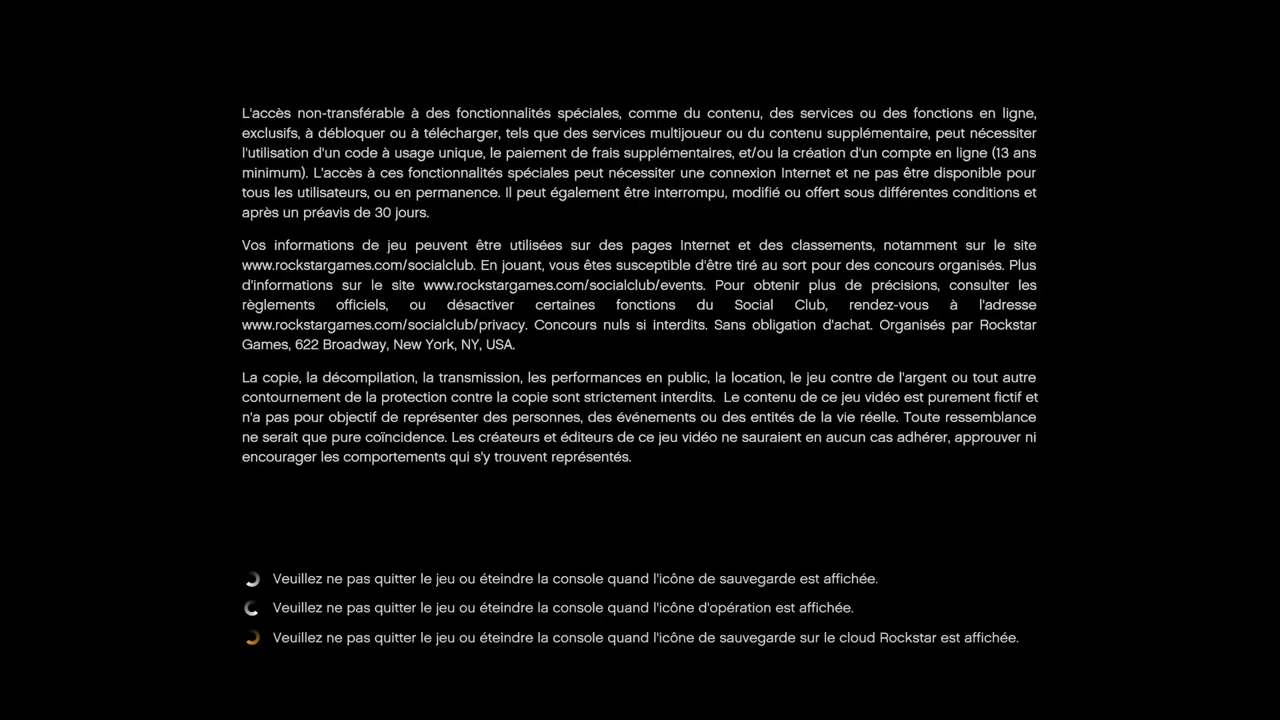 L'accès non-transférable à des fonctionnalités spéciales, comme du contenu, des services ou des fonctions en ligne,
exclusifs, à débloquer ou à télécharger, tels que des services multijoueur ou du contenu supplémentaire, peut nécessiter
l'utilisation d'un code à usage unique, le paiement de frais supplémentaires, et/ou la création d'un compte en ligne (13 ans
minimum). L'accès à ces fonctionnalités spéciales peut nécessiter une connexion Internet et ne pas être disponible pour
tous les utilisateurs, ou en permanence. Il peut également être interrompu, modifié ou offert sous différentes conditions et
après un préavis de 30 jours.
Vos informations de jeu peuvent être utilisées sur des pages Internet et des classements, notamment sur le site
www.rockstargames.com/socialclub. En jouant, vous êtes susceptible d'être tiré au sort pour des concours organisés. Plus
d'informations sur le site www.rockstargames.com/socialclub/events. Pour obtenir plus de précisions, consulter les
règlements officiels, ou désactiver certaines fonctions du Social Club, rendez-vous à l'adresse
www.rockstargames.com/socialclub/privacy. Concours nuls si interdits. Sans obligation d'achat. Organisés par Rockstar
Games, 622 Broadway, New York, NY, USA.
La copie, la décompilation, la transmission, les performances en public, la location, le jeu contre de l'argent ou tout autre
contournement de la protection contre la copie sont strictement interdits.  Le contenu de ce jeu vidéo est purement fictif et
n'a pas pour objectif de représenter des personnes, des événements ou des entités de la vie réelle. Toute ressemblance
ne serait que pure coïncidence. Les créateurs et éditeurs de ce jeu vidéo ne sauraient en aucun cas adhérer, approuver ni
encourager les comportements qui s'y trouvent représentés.
Veuillez ne pas quitter le jeu ou éteindre la console quand l'icône de sauvegarde est affichée.
Veuillez ne pas quitter le jeu ou éteindre la console quand l'icône d'opération est affichée.
Veuillez ne pas quitter le jeu ou éteindre la console quand l'icône de sauvegarde sur le cloud Rockstar est affichée.